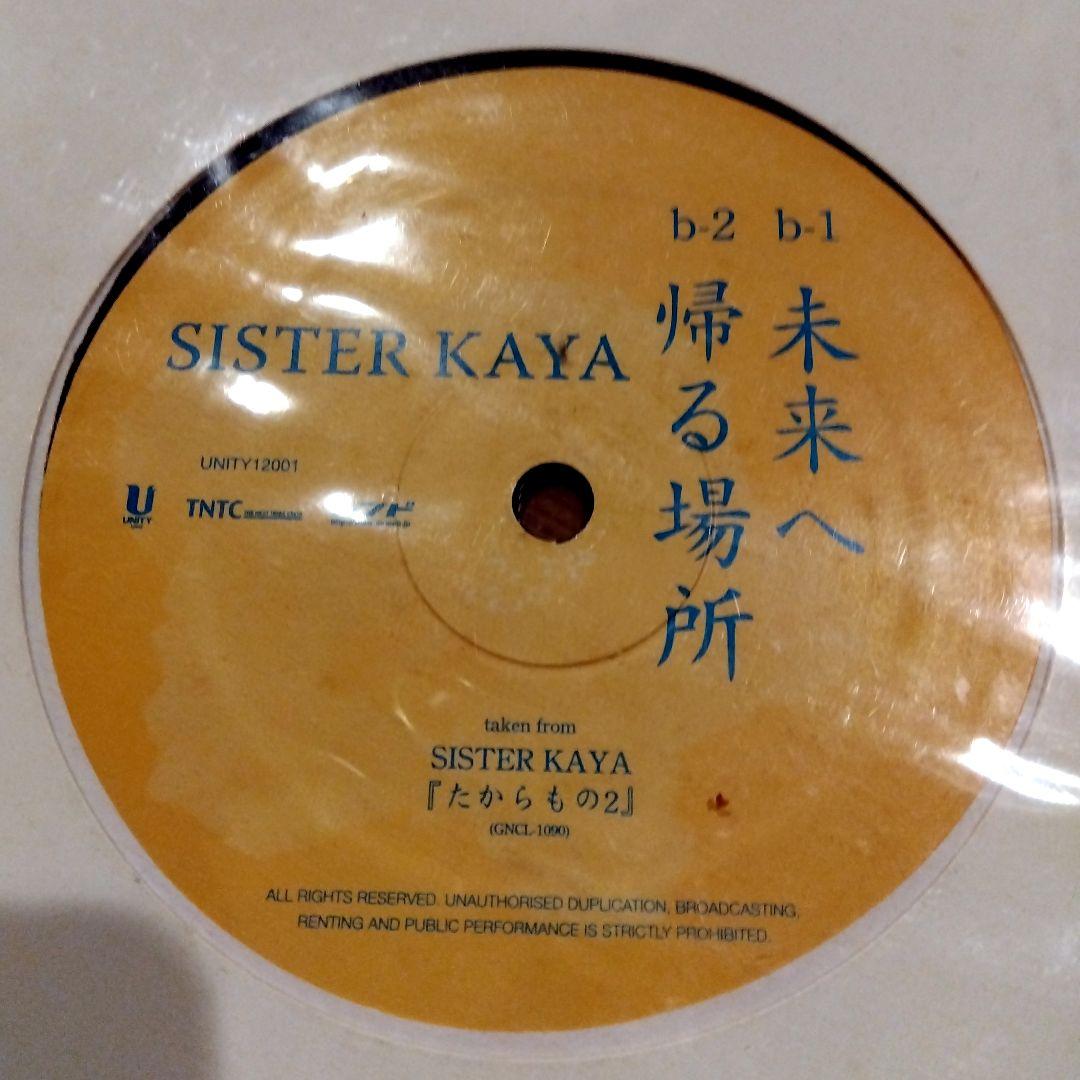 b-1 未来へ
b-2 帰る場所
SISTER KAYA
UNITY12001
U
UNITY
TNTC
taken from
SISTER KAYA
『たからもの2』
(GNCL-1090)
ALL RIGHTS RESERVED. UNAUTHORISED DUPLICATION, BROADCASTING,
RENTING AND PUBLIC PERFORMANCE IS STRICTLY PROHIBITED.